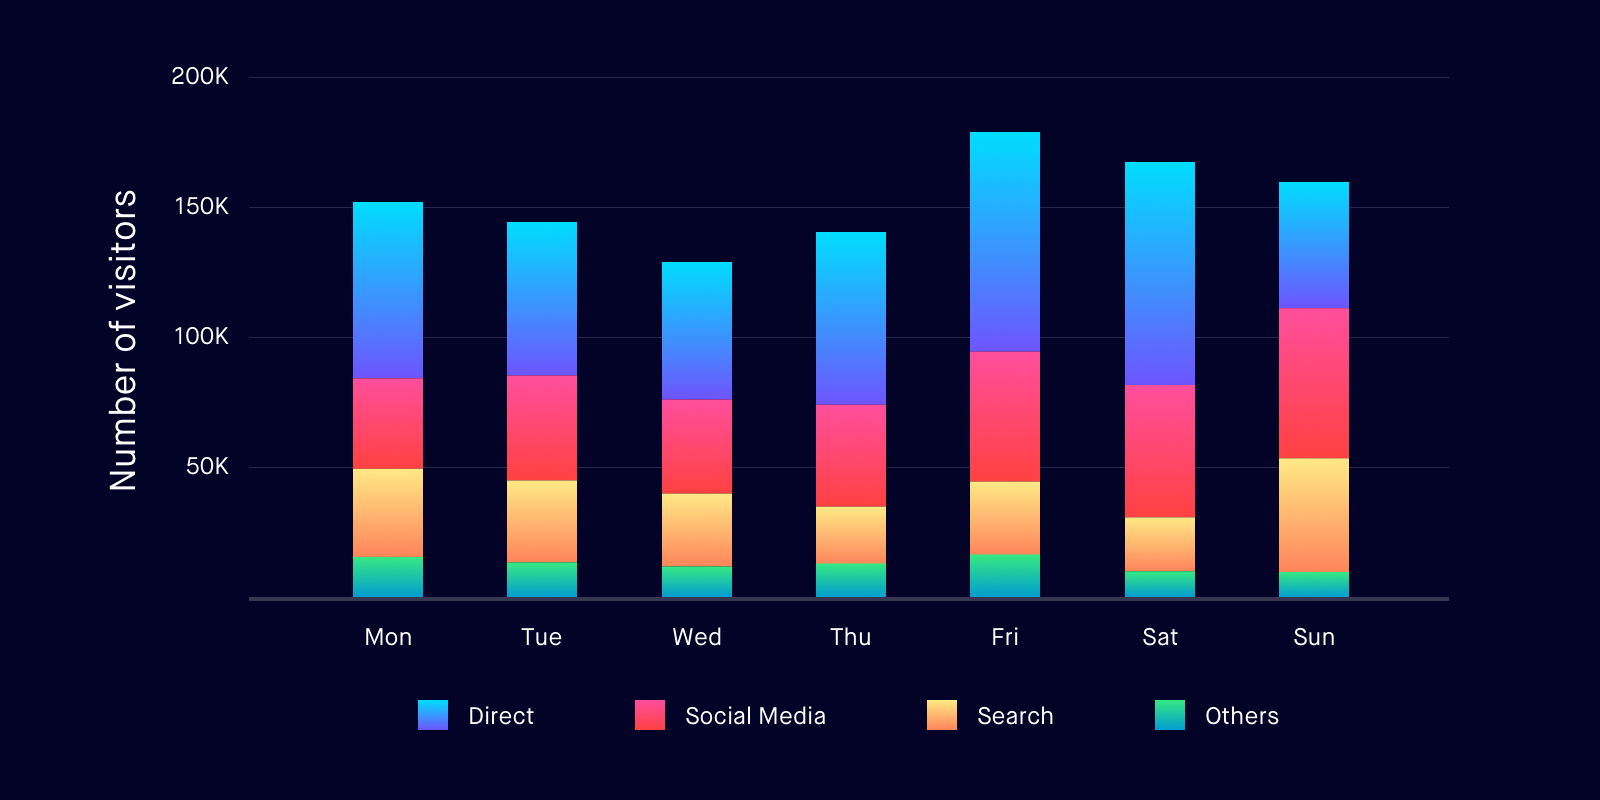 Number of visitors
200K
150K
100K
50K
Mon Tue Wed Thu Fri Sat Sun
Direct Social Media Search Others